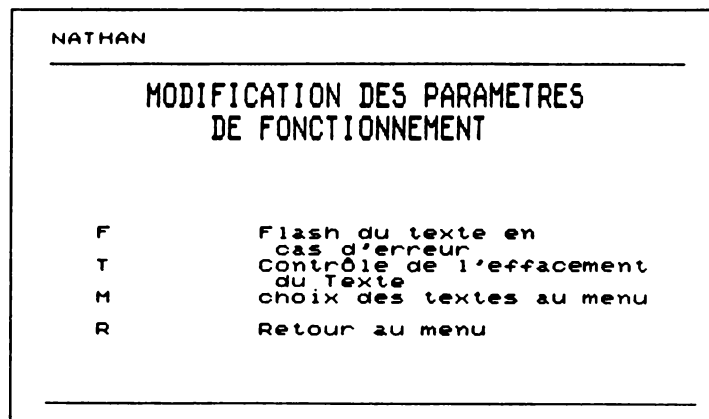 NATHAN
MODIFICATION DES PARAMETRES
DE FONCTIONNEMENT
F Flash du texte en
cas d'erreur
T Contrôle de l'effacement
du Texte
M choix des textes au menu
R Retour au menu